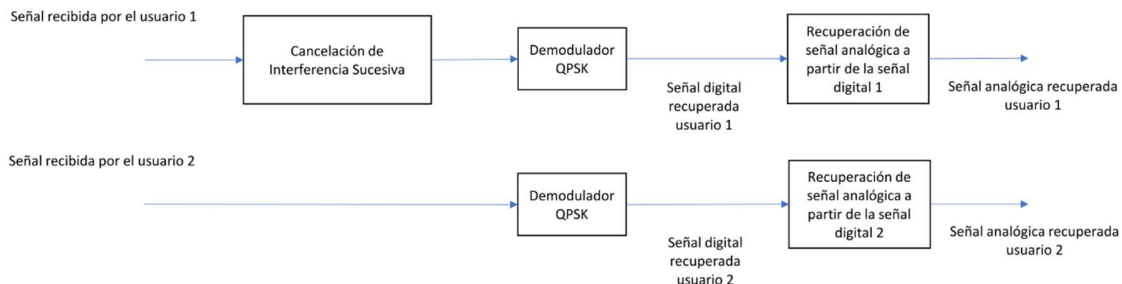 Señal recibida por el usuario 1
Cancelación de
Interferencia Sucesiva
Demodulador
QPSK
Señal digital
recuperada
usuario 1
Recuperación de
señal analógica a
partir de la señal
digital 1
Señal analógica recuperada
usuario 1
Señal recibida por el usuario 2
Demodulador
QPSK
Señal digital
recuperada
usuario 2
Recuperación de
señal analógica a
partir de la señal
digital 2
Señal analógica recuperada
usuario 2